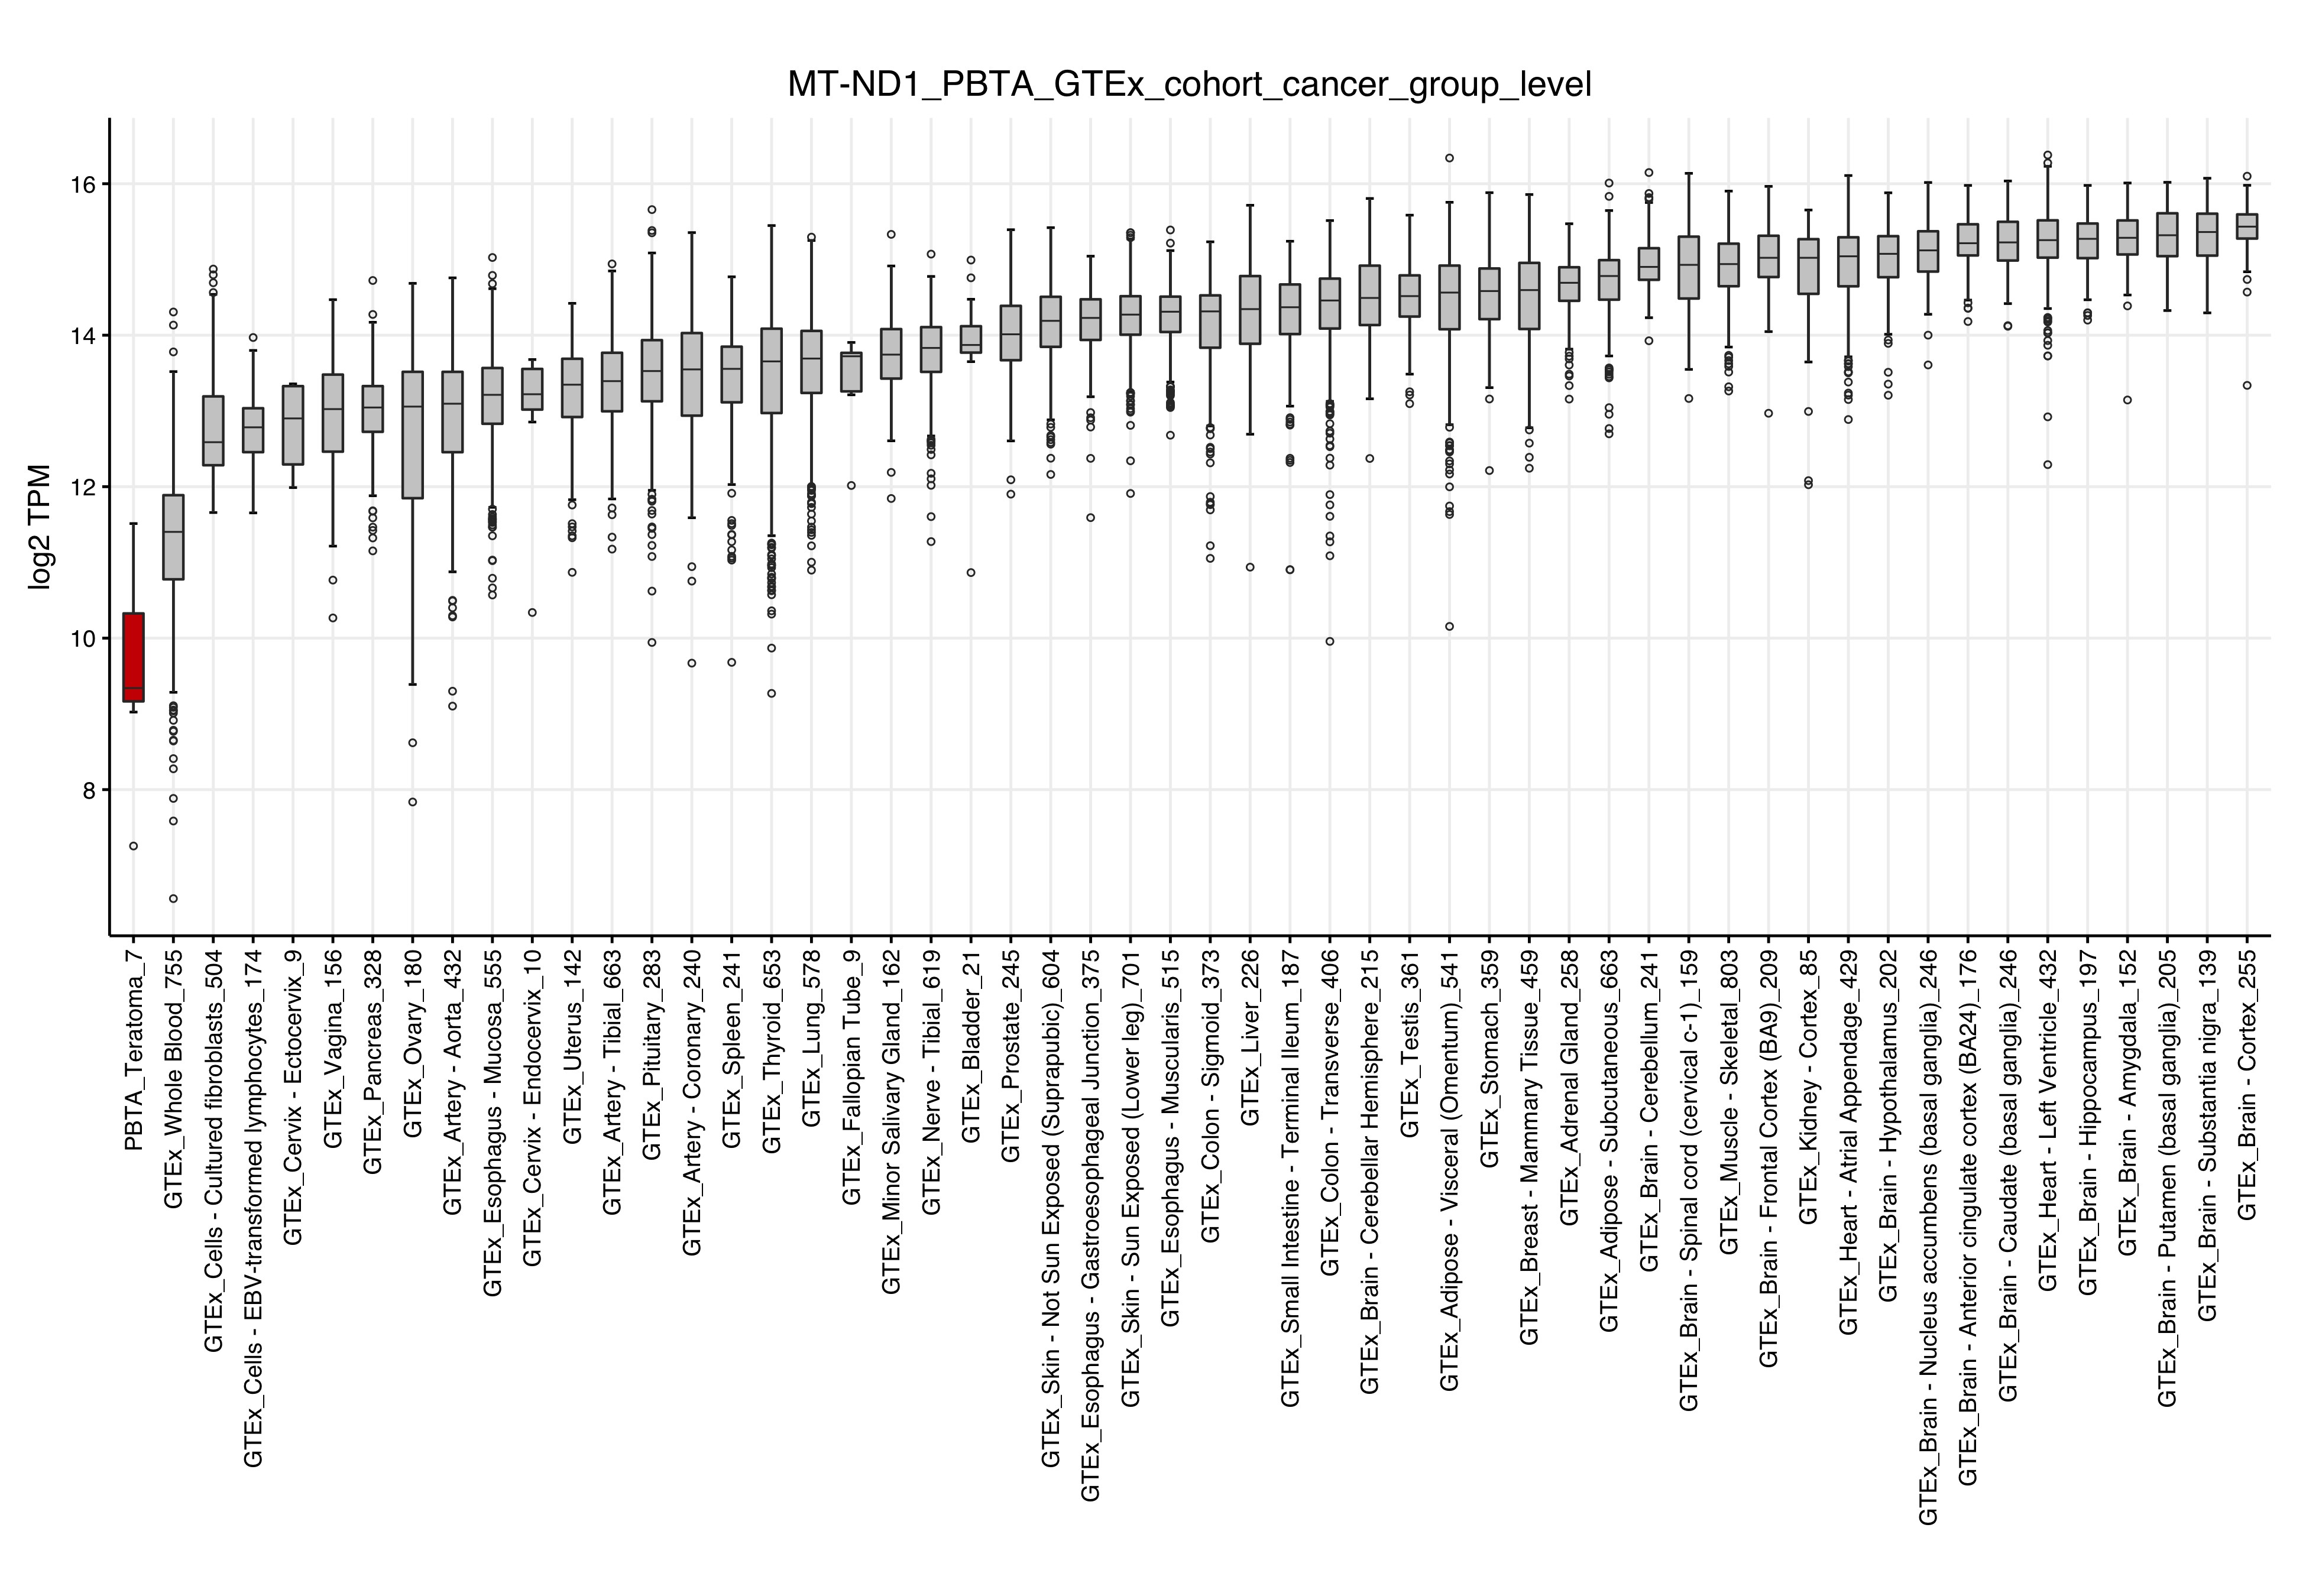 MT-ND1_PBTA_GTEx_cohort_cancer_group_level
log2 TPM
16
14
12
10
8
PBTA_Teratoma_7
GTEx_Whole Blood_755
GTEx_Cells - Cultured fibroblasts_504
GTEx_Cells - EBV-transformed lymphocytes_174
GTEx_Cervix - Ectocervix_9
GTEx_Vagina_156
GTEx_Pancreas_328
GTEx_Ovary_180
GTEx_Artery - Aorta_432
GTEx_Esophagus - Mucosa_555
GTEx_Cervix - Endocervix_10
GTEx_Uterus_142
GTEx_Artery - Tibial_663
GTEx_Pituitary_283
GTEx_Artery - Coronary_240
GTEx_Spleen_241
GTEx_Thyroid_653
GTEx_Lung_578
GTEx_Fallopian Tube_9
GTEx_Minor Salivary Gland_162
GTEx_Nerve - Tibial_619
GTEx_Bladder_21
GTEx_Prostate_245
GTEx_Skin - Not Sun Exposed (Suprapubic)_604
GTEx_Esophagus - Gastroesophageal Junction_375
GTEx_Skin - Sun Exposed (Lower leg)_701
GTEx_Esophagus - Muscularis_515
GTEx_Colon - Sigmoid_373
GTEx_Liver_226
GTEx_Small Intestine - Terminal Ileum_187
GTEx_Colon - Transverse_406
GTEx_Brain - Cerebellar Hemisphere_215
GTEx_Testis_361
GTEx_Adipose - Visceral (Omentum)_541
GTEx_Stomach_359
GTEx_Breast - Mammary Tissue_459
GTEx_Adrenal Gland_258
GTEx_Adipose - Subcutaneous_663
GTEx_Brain - Cerebellum_241
GTEx_Brain - Spinal cord (cervical c-1)_159
GTEx_Muscle - Skeletal_803
GTEx_Brain - Frontal Cortex (BA9)_209
GTEx_Kidney - Cortex_85
GTEx_Heart - Atrial Appendage_429
GTEx_Brain - Hypothalamus_202
GTEx_Brain - Nucleus accumbens (basal ganglia)_246
GTEx_Brain - Anterior cingulate cortex (BA24)_176
GTEx_Brain - Caudate (basal ganglia)_246
GTEx_Heart - Left Ventricle_432
GTEx_Brain - Hippocampus_197
GTEx_Brain - Amygdala_152
GTEx_Brain - Putamen (basal ganglia)_205
GTEx_Brain - Substantia nigra_139
GTEx_Brain - Cortex_255